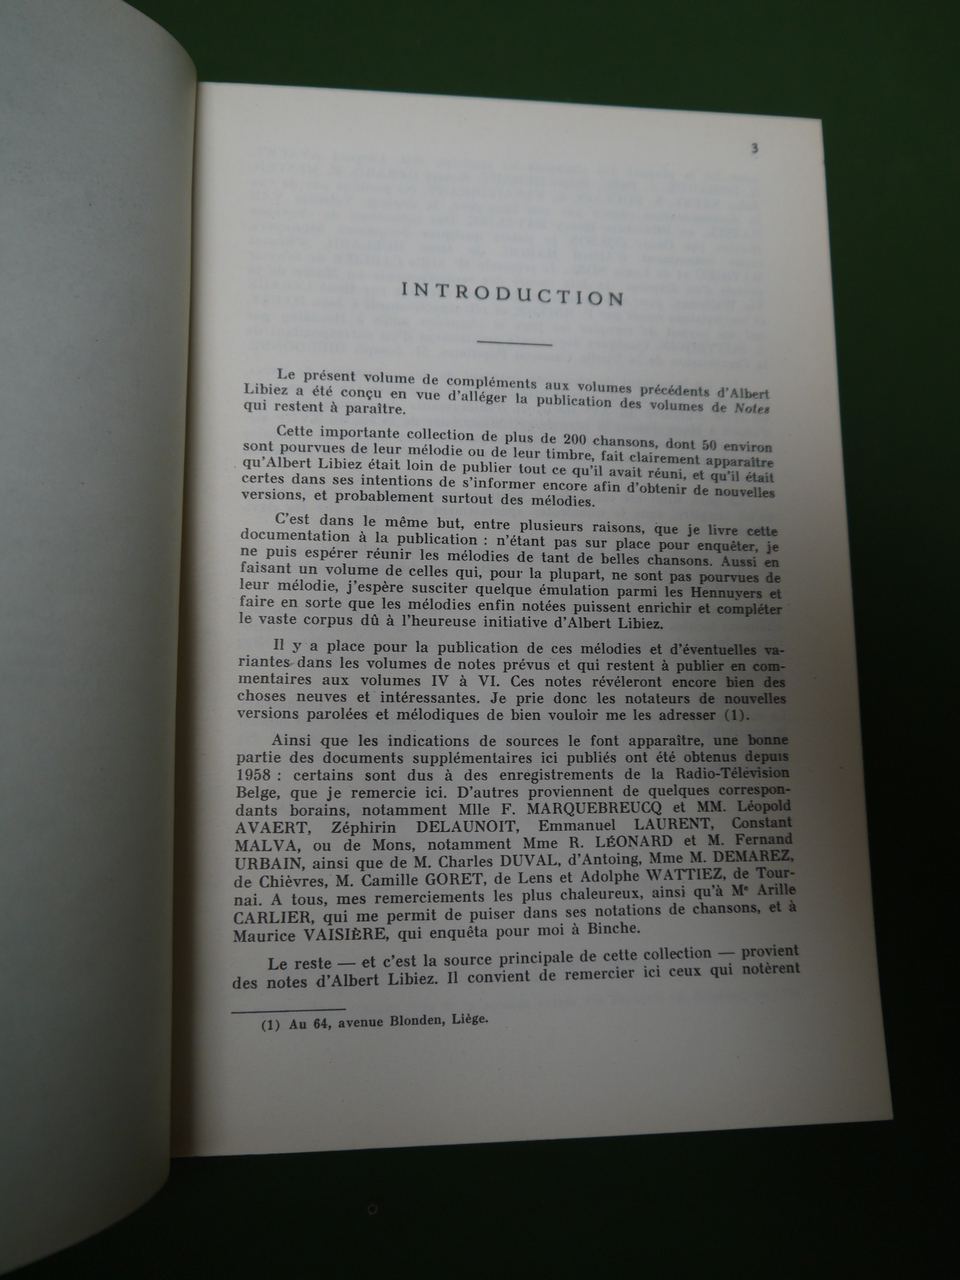 3
INTRODUCTION
Le présent volume de compléments aux volumes précédents d'Albert
Libiez a été conçu en vue d'alléger la publication des volumes de Notes
qui restent à paraître.
Cette importante collection de plus de 200 chansons, dont 50 environ
sont pourvues de leur mélodie ou de leur timbre, fait clairement apparaître
qu'Albert Libiez était loin de publier tout ce qu'il avait réuni, et qu'il était
certes dans ses intentions de s'informer encore afin d'obtenir de nouvelles
versions, et probablement surtout des mélodies.
C'est dans le même but, entre plusieurs raisons, que je livre cette
documentation à la publication : n'étant pas sur place pour enquêter, je
ne puis espérer réunir les mélodies de tant de belles chansons. Aussi en
faisant un volume de celles qui, pour la plupart, ne sont pas pourvues de
leur mélodie, j'espère susciter quelque émulation parmi les Hennuyers et
faire en sorte que les mélodies enfin notées puissent enrichir et compléter
le vaste corpus dû à l'heureuse initiative d'Albert Libiez.
Il y a place pour la publication de ces mélodies et d'éventuelles va-
riantes dans les volumes de notes prévus et qui restent à publier en com-
mentaires aux volumes IV à VI. Ces notes révéleront encore bien des
choses neuves et intéressantes. Je prie donc les notateurs de nouvelles
versions parolées et mélodiques de bien vouloir me les adresser (1).
Ainsi que les indications de sources le font apparaître, une bonne
partie des documents supplémentaires ici publiés ont été obtenus depuis
1958 : certains sont dus à des enregistrements de la Radio-Télévision
Belge, que je remercie ici. D'autres proviennent de quelques correspon-
dants borains, notamment Mlle F. MARQUEBREUCQ et MM. Léopold
AVAERT, Zéphirin DELAUNOIT, Emmanuel LAURENT, Constant
MALVA, ou de Mons, notamment Mme R. LÉONARD et M. Fernand
URBAIN, ainsi que de M. Charles DUVAL, d'Antoing, Mme M. DEMAREZ,
de Chièvres, M. Camille GORET, de Lens et Adolphe WATTIEZ, de Tour-
nai. A tous, mes remerciements les plus chaleureux, ainsi qu'à Me Arille
CARLIER, qui me permit de puiser dans ses notations de chansons, et à
Maurice VAISIÈRE, qui enquêta pour moi à Binche.
Le reste — et c'est la source principale de cette collection — provient
des notes d'Albert Libiez. Il convient de remercier ici ceux qui notèrent
(1) Au 64, avenue Blonden, Liège.